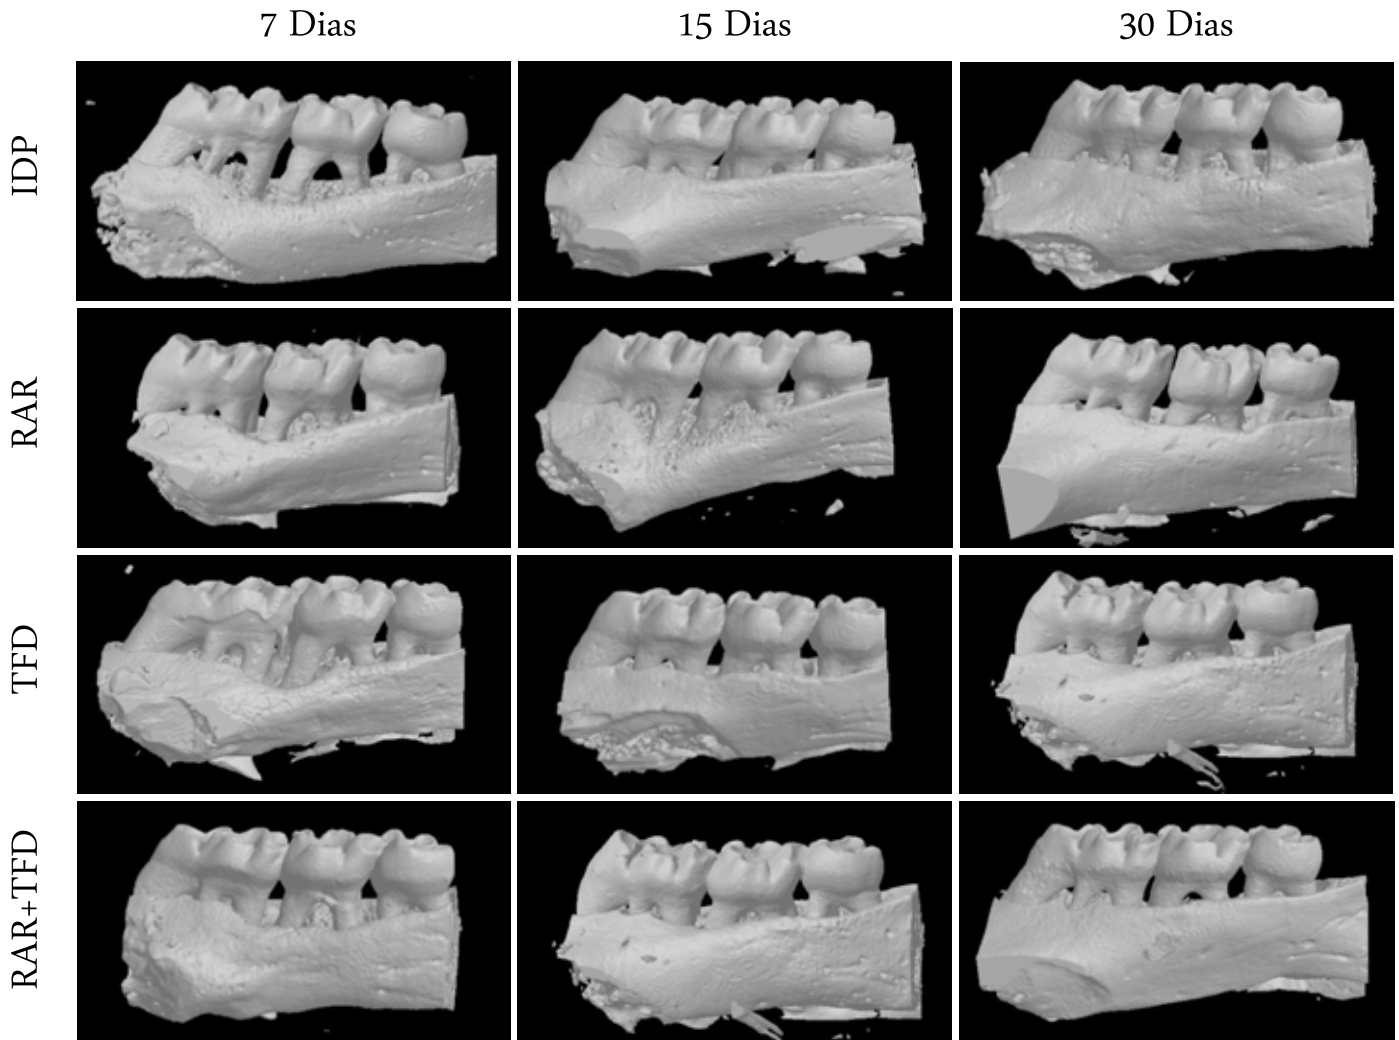 7 Dias
15 Dias
30 Dias
IDP
RAR
TFD
RAR+TFD